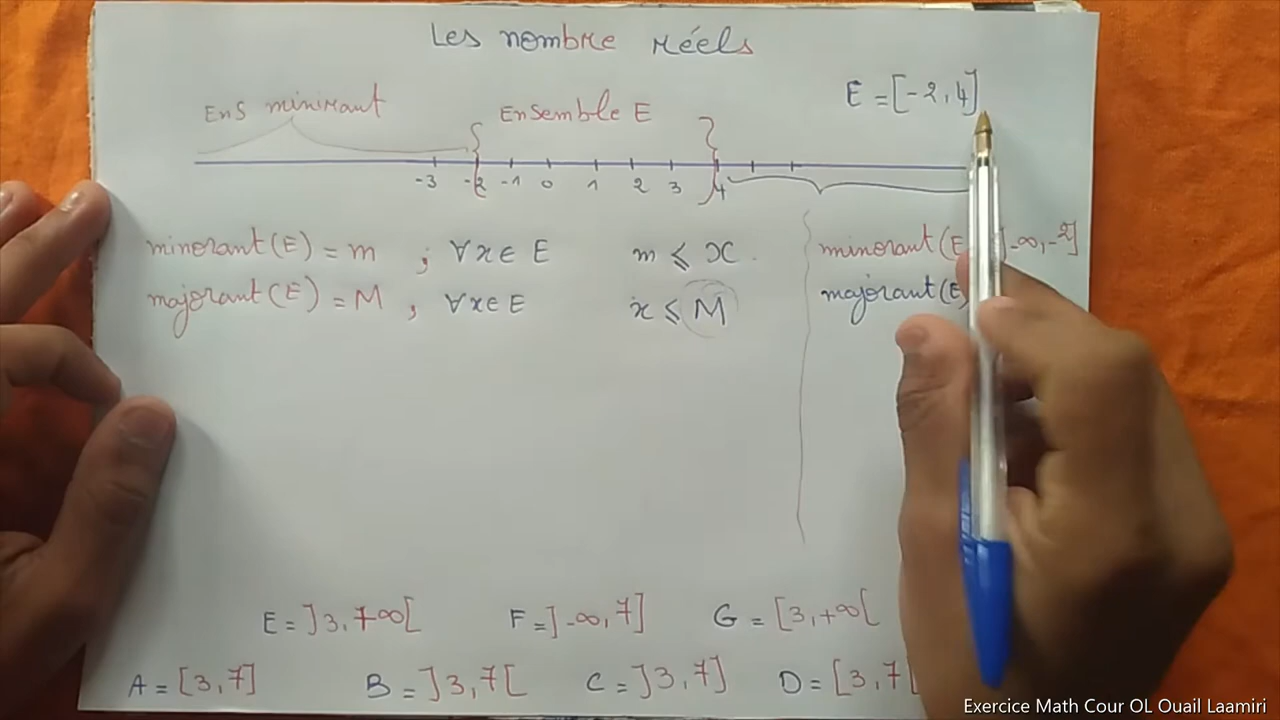 Les nombre réels
E = [-2, 4]
Ens minirant Ensemble E
-3 -2 -1 0 1 2 3 4
minorant(E) = m ; ∀x ∈ E m ⩽ x . minorant(E ]-∞, -2]
majorant(E) = M , ∀x ∈ E x ⩽ M majorant(E)
E = ]3, +∞[ F = ]-∞, 7] G = [3, +∞[
A = [3, 7] B = ]3, 7[ C = ]3, 7] D = [3, 7[
Exercice Math Cour OL Ouail Laamiri